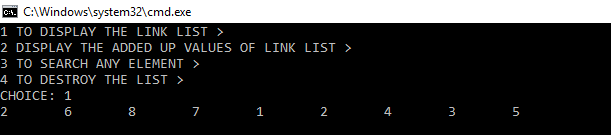 C:\Windows\system32\cmd.exe
1 TO DISPLAY THE LINK LIST >
2 DISPLAY THE ADDED UP VALUES OF LINK LIST >
3 TO SEARCH ANY ELEMENT >
4 TO DESTROY THE LIST >
CHOICE: 1
2 6 8 7 1 2 4 3 5